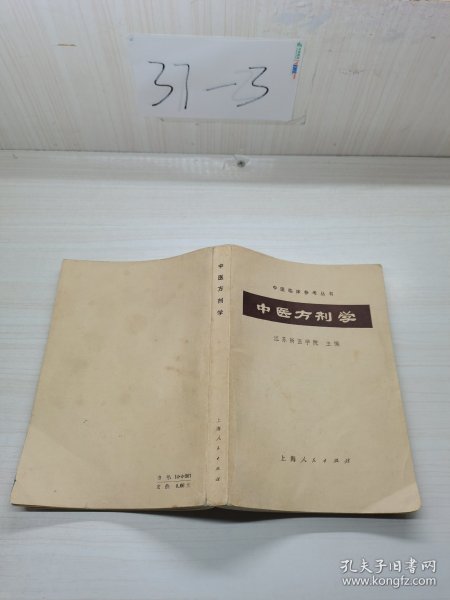 37-3
中医临床参考丛书
中医方剂学
江苏新医学院 主编
上海人民出版社
中医方剂学
上海人民出版社
孔夫子旧书网
www.kongfz.com